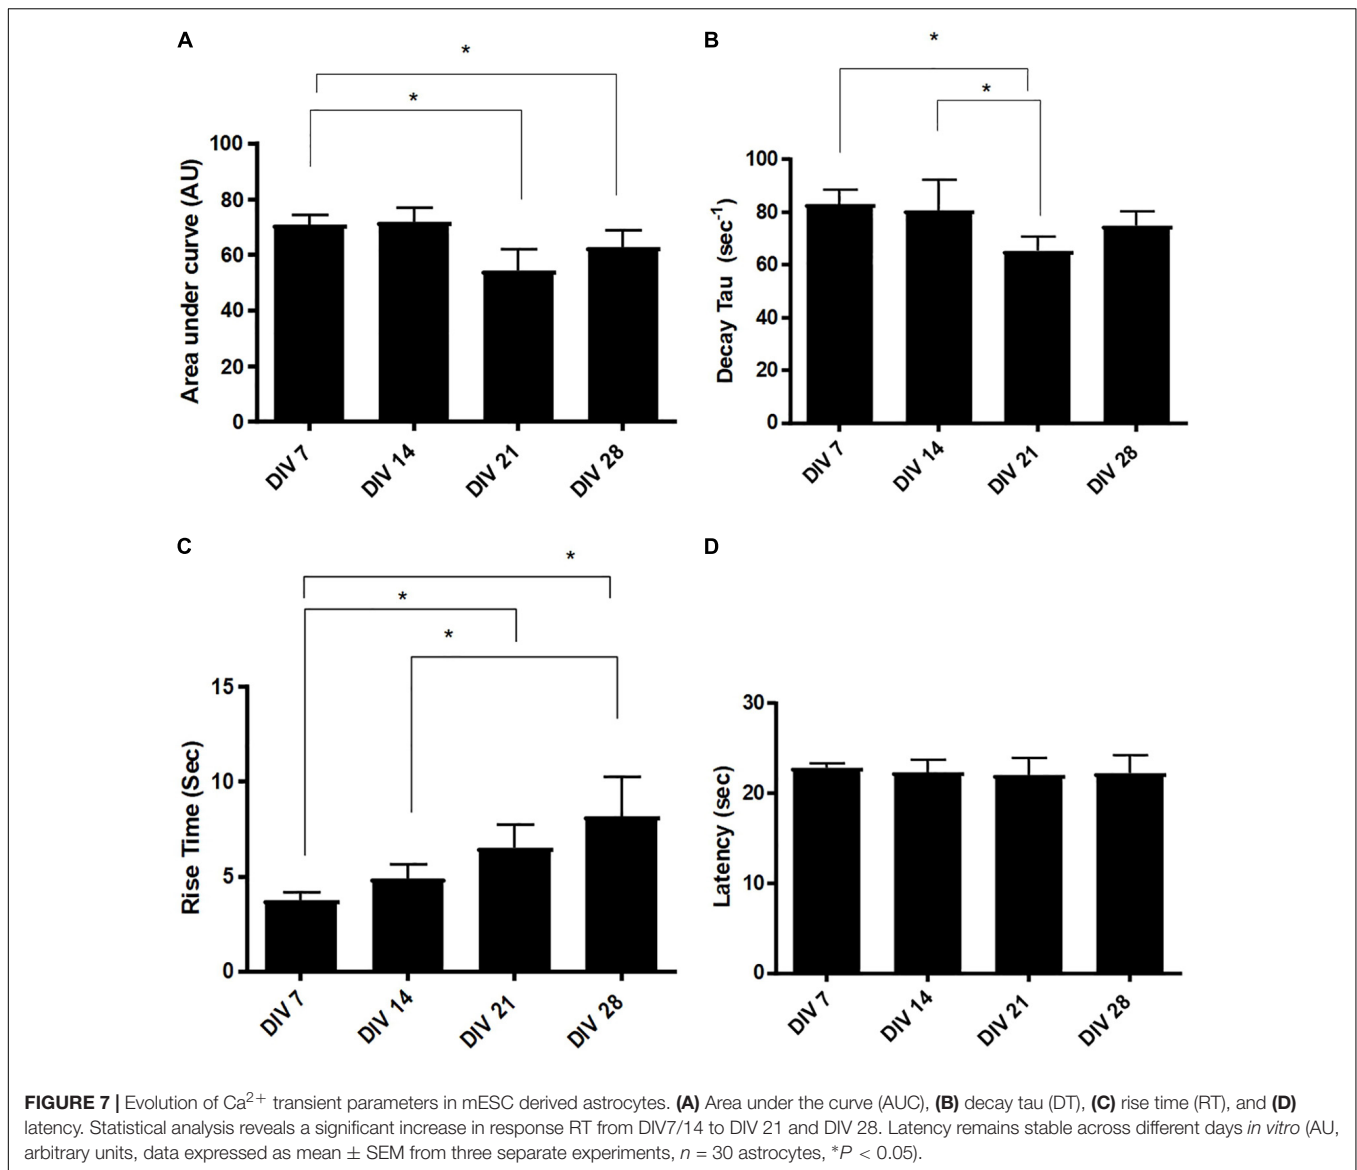 A
*
*
Area under curve (AU)
100
80
60
40
20
0
DIV 7
DIV 14
DIV 21
DIV 28
B
*
*
Decay Tau (sec-1)
100
80
60
40
20
0
DIV 7
DIV 14
DIV 21
DIV 28
C
*
*
*
Rise Time (Sec)
15
10
5
0
DIV 7
DIV 14
DIV 21
DIV 28
D
Latency (sec)
30
20
10
0
DIV 7
DIV 14
DIV 21
DIV 28
FIGURE 7 | Evolution of Ca2+ transient parameters in mESC derived astrocytes. (A) Area under the curve (AUC), (B) decay tau (DT), (C) rise time (RT), and (D)
latency. Statistical analysis reveals a significant increase in response RT from DIV7/14 to DIV 21 and DIV 28. Latency remains stable across different days in vitro (AU,
arbitrary units, data expressed as mean ± SEM from three separate experiments, n = 30 astrocytes, *P < 0.05).